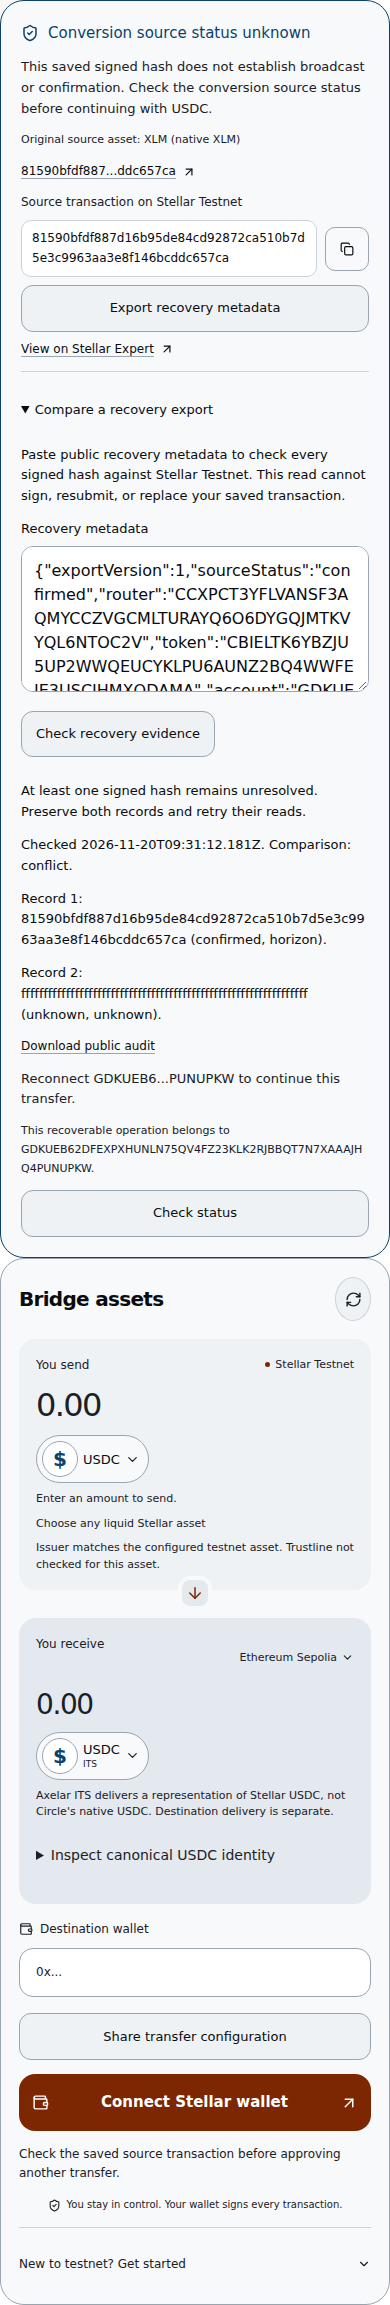 Conversion source status unknown
This saved signed hash does not establish broadcast
or confirmation. Check the conversion source status
before continuing with USDC.
Original source asset: XLM (native XLM)
81590bfdf887...ddc657ca
Source transaction on Stellar Testnet
81590bfdf887d16b95de84cd92872ca510b7d
5e3c9963aa3e8f146bcddc657ca
Export recovery metadata
View on Stellar Expert
Compare a recovery export
Paste public recovery metadata to check every
signed hash against Stellar Testnet. This read cannot
sign, resubmit, or replace your saved transaction.
Recovery metadata
{"exportVersion":1,"sourceStatus":"con
firmed","router":"CCXPCT3YFLVANSF3A
QMYCCZVGCMLTURAYQ6O6DYGQJMTKV
YQL6NTOC2V","token":"CBIELTK6YBZJU
5UP2WWQEUCYKLPU6AUNZ2BQ4WWFE
IE3USCIHMXQDAMA","account":"GDKUE
Check recovery evidence
At least one signed hash remains unresolved.
Preserve both records and retry their reads.
Checked 2026-11-20T09:31:12.181Z. Comparison:
conflict.
Record 1:
81590bfdf887d16b95de84cd92872ca510b7d5e3c99
63aa3e8f146bcddc657ca (confirmed, horizon).
Record 2:
ffffffffffffffffffffffffffffffffffffffffffffffffffffffffffffffff
(unknown, unknown).
Download public audit
Reconnect GDKUEB6...PUNUPKW to continue this
transfer.
This recoverable operation belongs to
GDKUEB62DFEXPXHUNLN75QV4FZ23KLK2RJBBQT7N7XAAAJH
Q4PUNUPKW.
Check status
Bridge assets
You send
Stellar Testnet
0.00
$ USDC
Enter an amount to send.
Choose any liquid Stellar asset
Issuer matches the configured testnet asset. Trustline not
checked for this asset.
You receive
Ethereum Sepolia
0.00
$ USDC
ITS
Axelar ITS delivers a representation of Stellar USDC, not
Circle's native USDC. Destination delivery is separate.
Inspect canonical USDC identity
Destination wallet
0x...
Share transfer configuration
Connect Stellar wallet
Check the saved source transaction before approving
another transfer.
You stay in control. Your wallet signs every transaction.
New to testnet? Get started